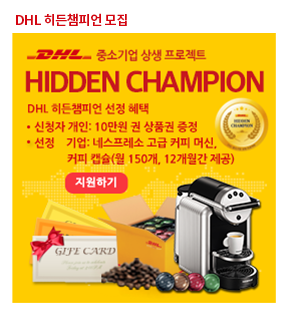 DHL 히든챔피언 모집
DHL 중소기업 상생 프로젝트
HIDDEN CHAMPION
DHL 히든챔피언 선정 혜택
• 신청자 개인: 10만원 권 상품권 증정
• 선정 기업: 네스프레소 고급 커피 머신,
커피 캡슐(월 150개, 12개월간 제공)
HIDDEN
CHAMPION
지원하기
DHL
GIFE CARD